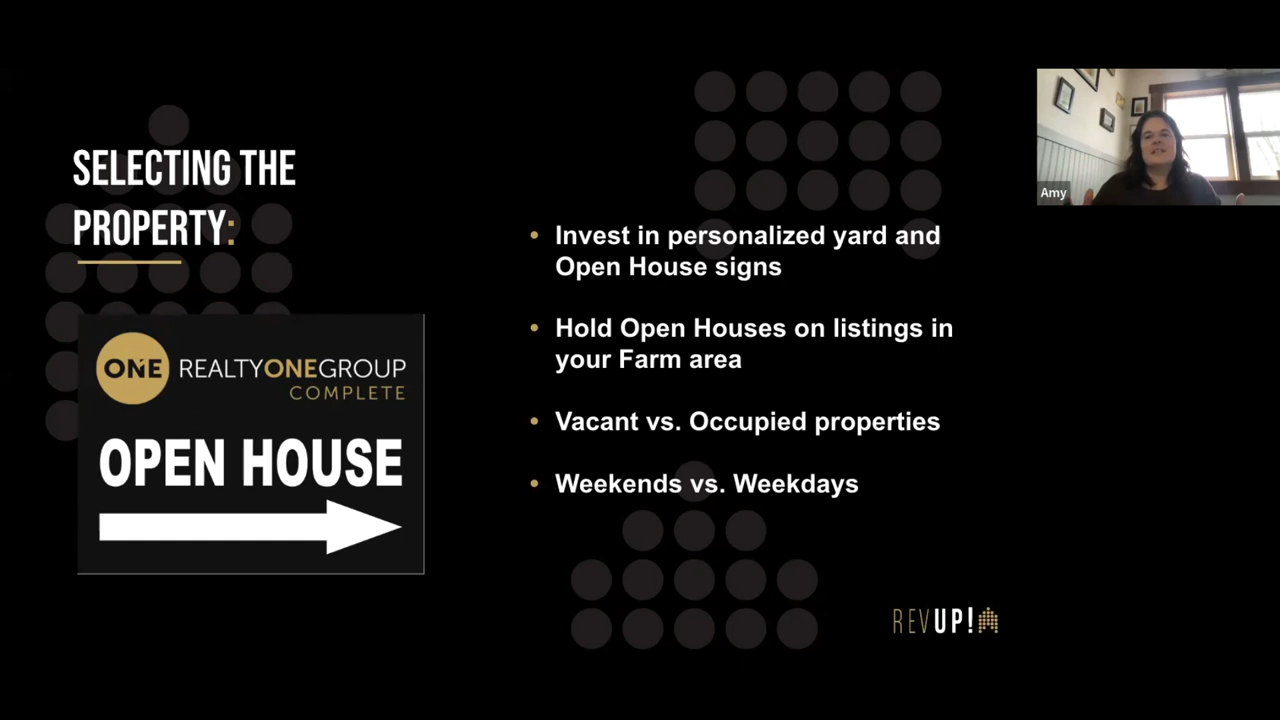 SELECTING THE
PROPERTY:
ONE REALTYONEGROUP
COMPLETE
OPEN HOUSE
• Invest in personalized yard and
Open House signs
• Hold Open Houses on listings in
your Farm area
• Vacant vs. Occupied properties
• Weekends vs. Weekdays
Amy
REVUP!